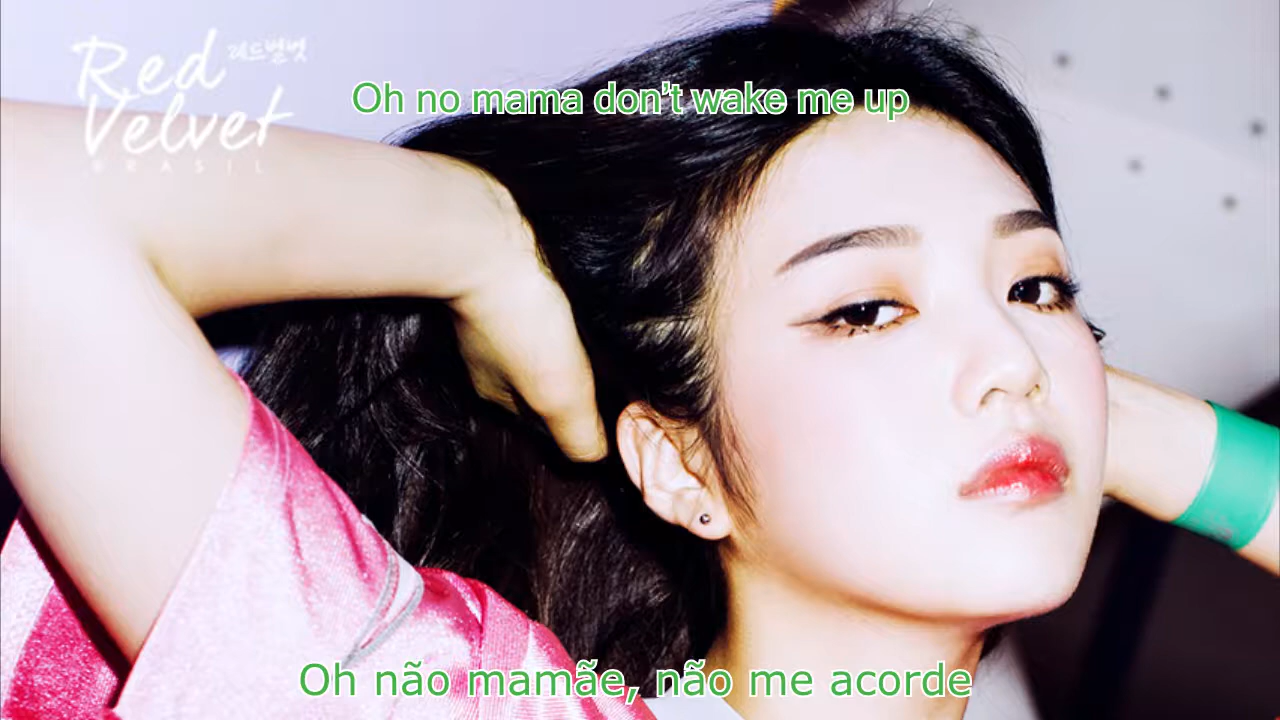 Red 레드벨벳
Velvet
BRASIL
Oh no mama don't wake me up
Oh não mamãe, não me acorde